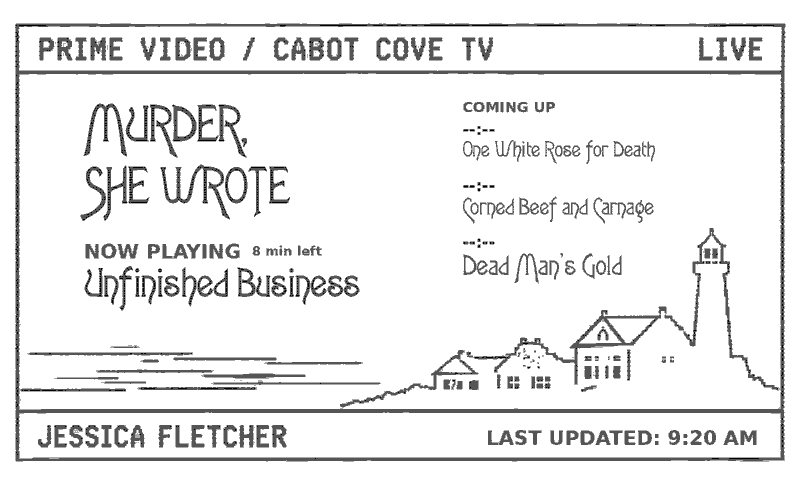 PRIME VIDEO / CABOT COVE TV
LIVE
MURDER,
SHE WROTE
NOW PLAYING 8 min left
Unfinished Business
COMING UP
--:--
One White Rose for Death
--:--
Corned Beef and Carnage
--:--
Dead Man's Gold
JESSICA FLETCHER
LAST UPDATED: 9:20 AM